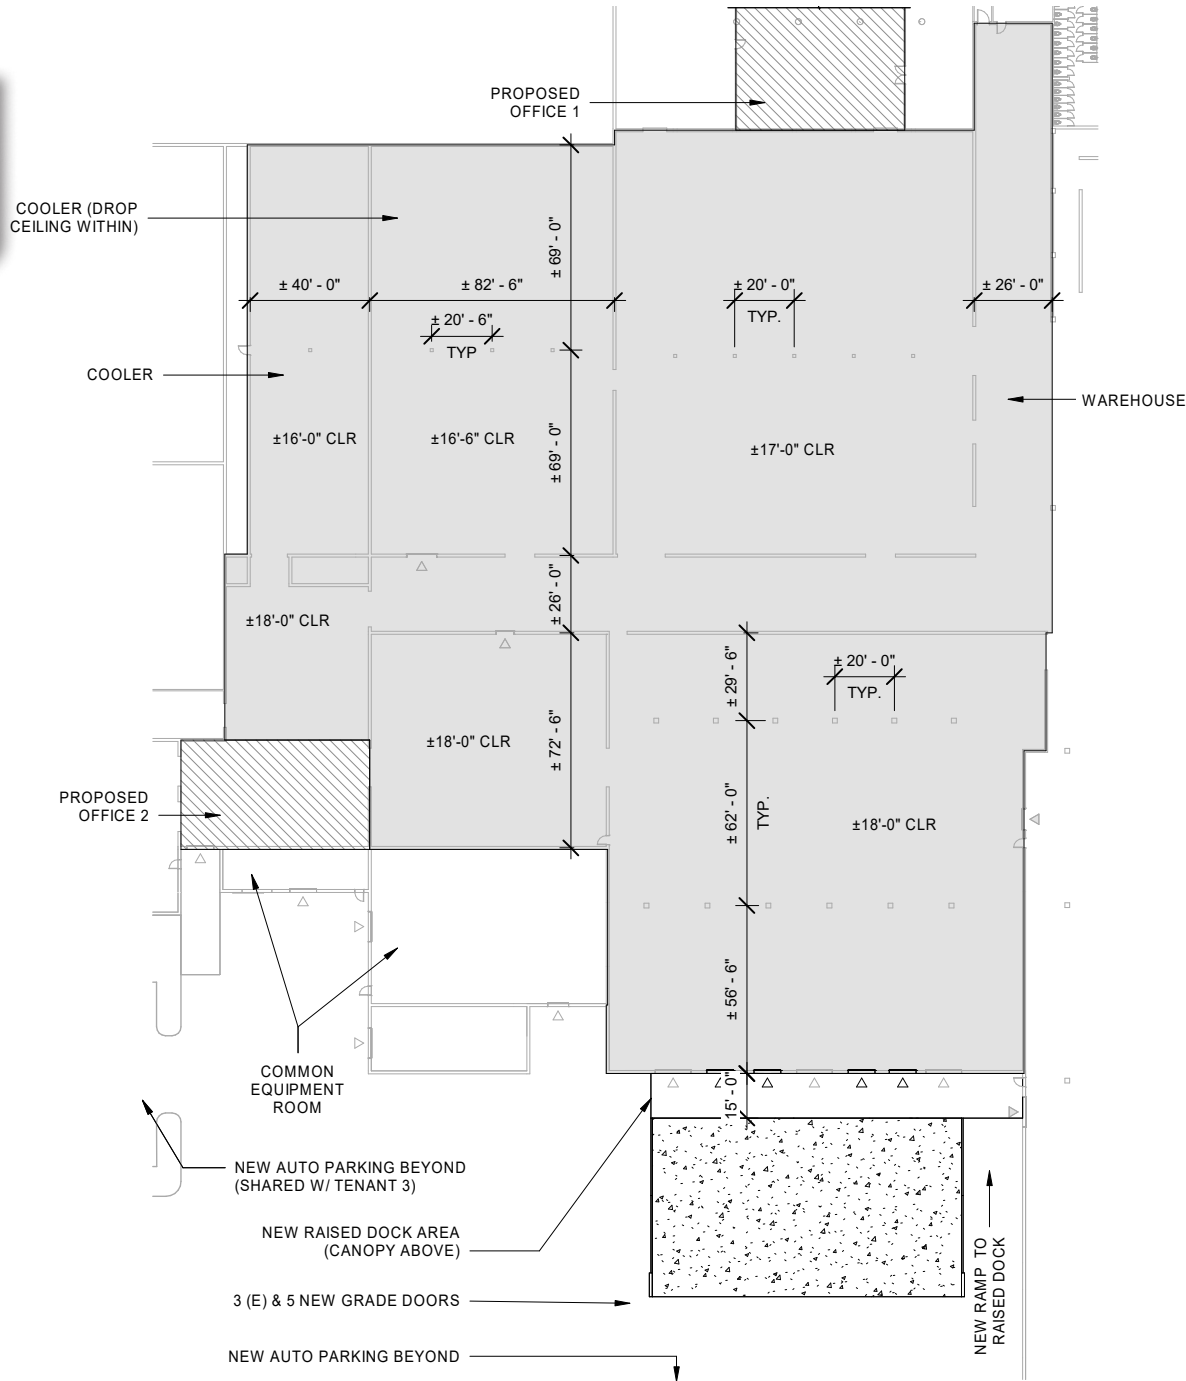 PROPOSED
OFFICE 1
COOLER (DROP
CEILING WITHIN)
± 69' - 0"
± 40' - 0"
± 82' - 6"
± 20' - 0"
TYP.
± 26' - 0"
± 20' - 6"
TYP
COOLER
WAREHOUSE
±16'-0" CLR
±16'-6" CLR
± 69' - 0"
±17'-0" CLR
± 26' - 0"
±18'-0" CLR
± 29' - 6"
± 20' - 0"
TYP.
±18'-0" CLR
± 72' - 6"
PROPOSED
OFFICE 2
± 62' - 0"
TYP.
±18'-0" CLR
± 56' - 6"
COMMON
EQUIPMENT
ROOM
15' - 0"
NEW AUTO PARKING BEYOND
(SHARED W/ TENANT 3)
NEW RAISED DOCK AREA
(CANOPY ABOVE)
3 (E) & 5 NEW GRADE DOORS
NEW RAMP TO
RAISED DOCK
NEW AUTO PARKING BEYOND